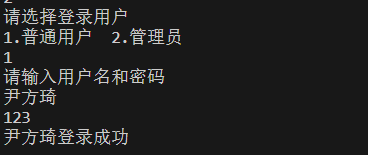 请选择登录用户
1.普通用户  2.管理员
1
请输入用户名和密码
尹方琦
123
尹方琦登录成功